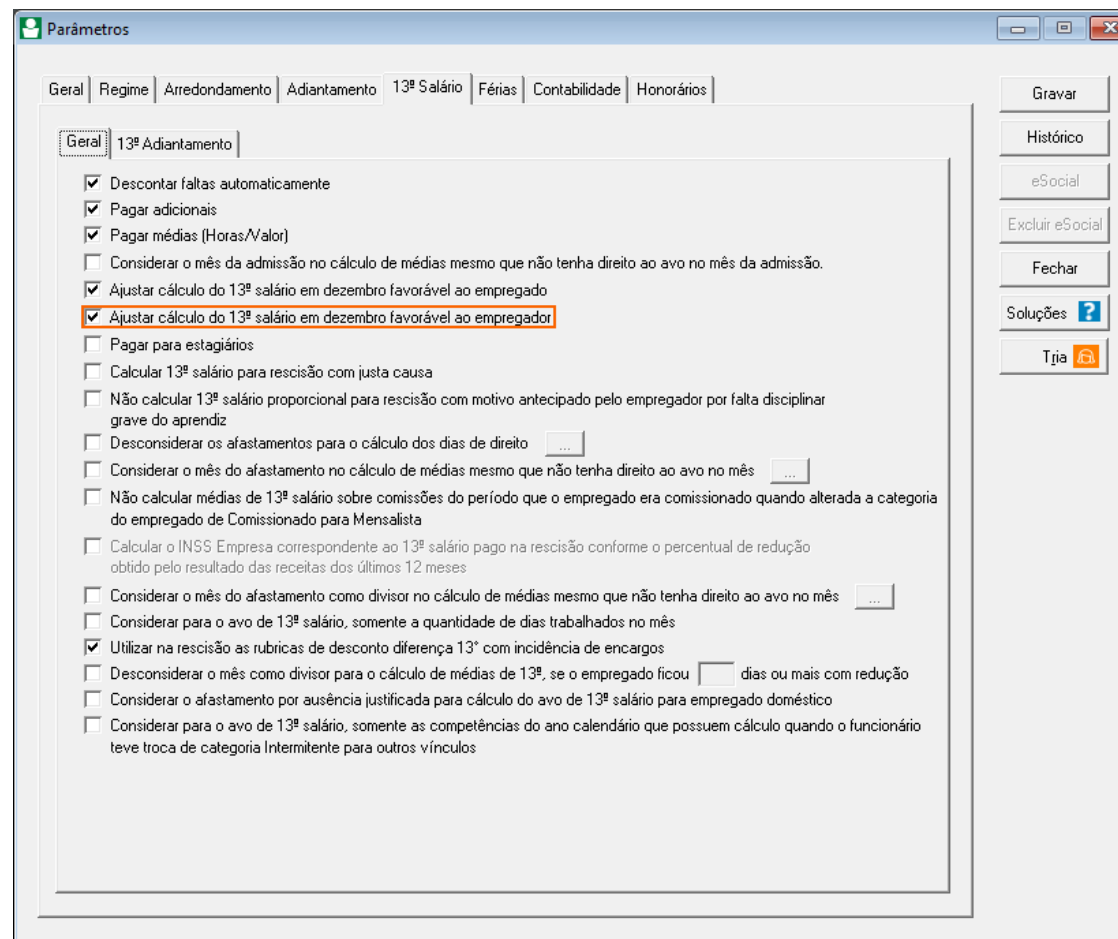 Parâmetros
Geral Regime Arredondamento Adiantamento 13º Salário Férias Contabilidade Honorários
Geral 13º Adiantamento
Descontar faltas automaticamente
Pagar adicionais
Pagar médias (Horas/Valor)
Considerar o mês da admissão no cálculo de médias mesmo que não tenha direito ao avo no mês da admissão.
Ajustar cálculo do 13º salário em dezembro favorável ao empregado
Ajustar cálculo do 13º salário em dezembro favorável ao empregador
Pagar para estagiários
Calcular 13º salário para rescisão com justa causa
Não calcular 13º salário proporcional para rescisão com motivo antecipado pelo empregador por falta disciplinar
grave do aprendiz
Desconsiderar os afastamentos para o cálculo dos dias de direito ...
Considerar o mês do afastamento no cálculo de médias mesmo que não tenha direito ao avo no mês ...
Não calcular médias de 13º salário sobre comissões do período que o empregado era comissionado quando alterada a categoria
do empregado de Comissionado para Mensalista
Calcular o INSS Empresa correspondente ao 13º salário pago na rescisão conforme o percentual de redução
obtido pelo resultado das receitas dos últimos 12 meses
Considerar o mês do afastamento como divisor no cálculo de médias mesmo que não tenha direito ao avo no mês ...
Considerar para o avo de 13º salário, somente a quantidade de dias trabalhados no mês
Utilizar na rescisão as rubricas de desconto diferença 13° com incidência de encargos
Desconsiderar o mês como divisor para o cálculo de médias de 13º, se o empregado ficou dias ou mais com redução
Considerar o afastamento por ausência justificada para cálculo do avo de 13º salário para empregado doméstico
Considerar para o avo de 13º salário, somente as competências do ano calendário que possuem cálculo quando o funcionário
teve troca de categoria Intermitente para outros vínculos
Gravar
Histórico
eSocial
Excluir eSocial
Fechar
Soluções ?
Tria